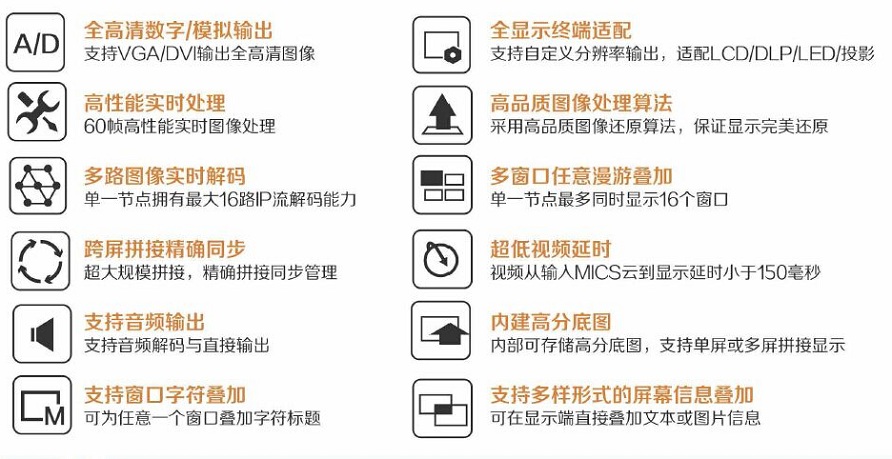 A/D
全高清数字/模拟输出
支持VGA/DVI输出全高清图像
高性能实时处理
60帧高性能实时图像处理
多路图像实时解码
单一节点拥有最大16路IP流解码能力
跨屏拼接精确同步
超大规模拼接，精确拼接同步管理
支持音频输出
支持音频解码与直接输出
M
支持窗口字符叠加
可为任意一个窗口叠加字符标题
全显示终端适配
支持自定义分辨率输出，适配LCD/DLP/LED/投影
高品质图像处理算法
采用高品质图像还原算法，保证显示完美还原
多窗口任意漫游叠加
单一节点最多同时显示16个窗口
超低视频延时
视频从输入MICS云到显示延时小于150毫秒
内建高分底图
内部可存储高分底图，支持单屏或多屏拼接显示
支持多样形式的屏幕信息叠加
可在显示端直接叠加文本或图片信息